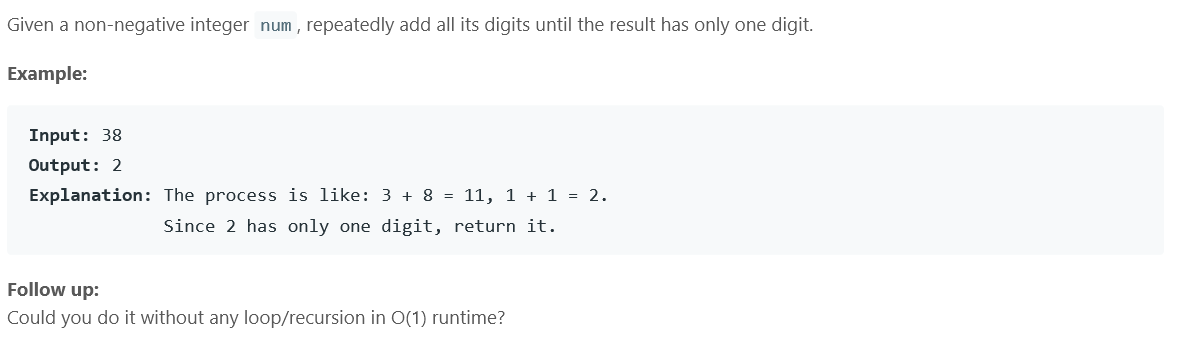 Given a non-negative integer num, repeatedly add all its digits until the result has only one digit.
Example:
Input: 38
Output: 2
Explanation: The process is like: 3 + 8 = 11, 1 + 1 = 2.
Since 2 has only one digit, return it.
Follow up:
Could you do it without any loop/recursion in O(1) runtime?